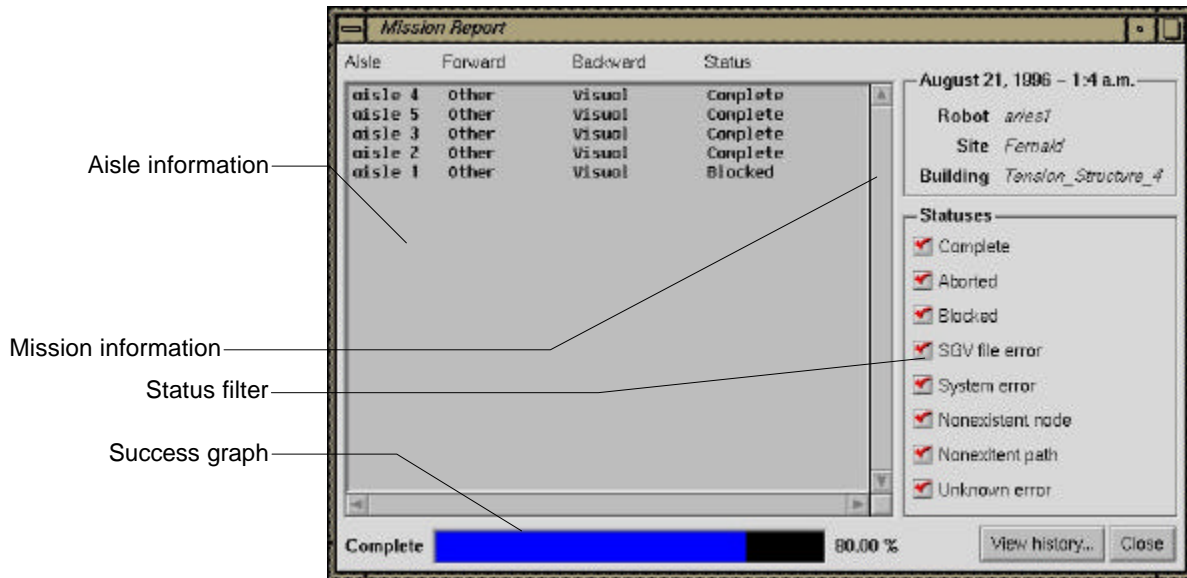 Mission Report
Aisle Forward Backward Status
aisle 4 Other Visual Complete
aisle 5 Other Visual Complete
aisle 3 Other Visual Complete
aisle 2 Other Visual Complete
aisle 1 Other Visual Blocked
August 21, 1996 – 1:4 a.m.
Robot aries1
Site Fernald
Building Tension_Structure_4
Statuses
Complete
Aborted
Blocked
SGV file error
System error
Nonexistent node
Nonexitent path
Unknown error
Complete 80.00 %
View history...
Close
Aisle information
Mission information
Status filter
Success graph